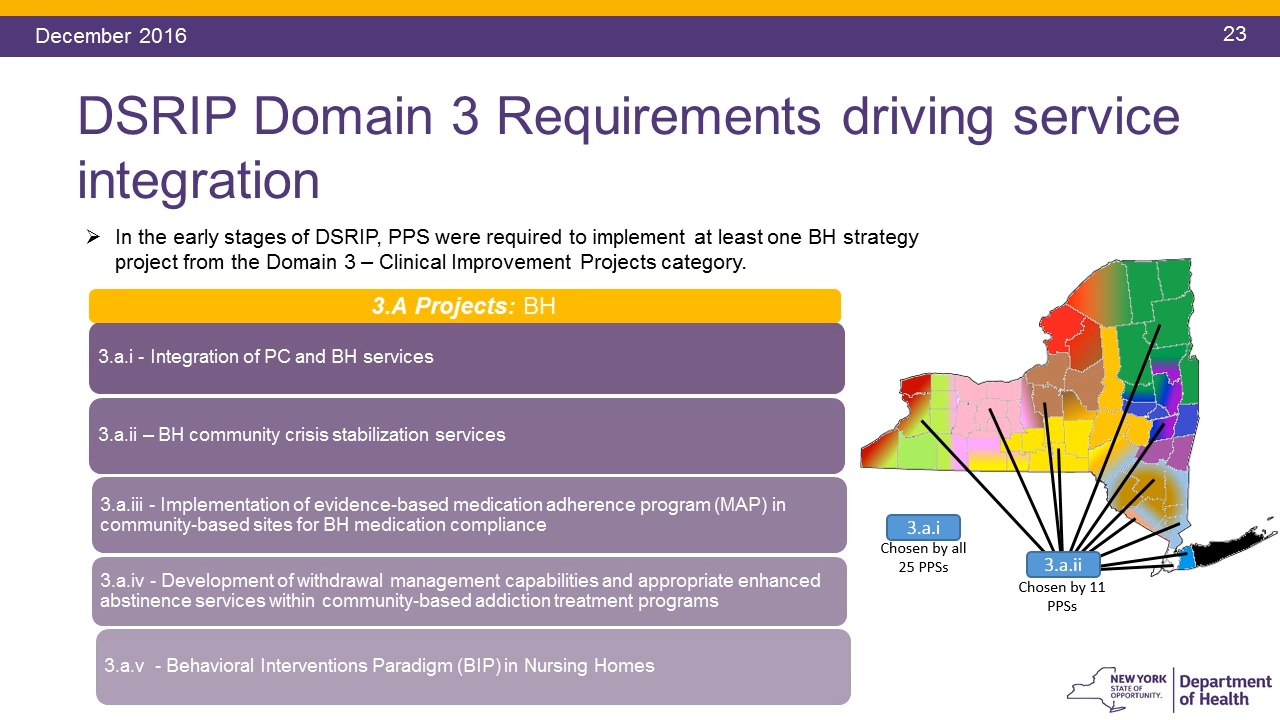 December 2016
23
DSRIP Domain 3 Requirements driving service
integration
➢ In the early stages of DSRIP, PPS were required to implement at least one BH strategy
project from the Domain 3 – Clinical Improvement Projects category.
3.A Projects: BH
3.a.i - Integration of PC and BH services
3.a.ii – BH community crisis stabilization services
3.a.iii - Implementation of evidence-based medication adherence program (MAP) in
community-based sites for BH medication compliance
3.a.iv - Development of withdrawal management capabilities and appropriate enhanced
abstinence services within community-based addiction treatment programs
3.a.v - Behavioral Interventions Paradigm (BIP) in Nursing Homes
3.a.i
Chosen by all
25 PPSs
3.a.ii
Chosen by 11
PPSs
NEW YORK
STATE OF
OPPORTUNITY.
Department
of Health